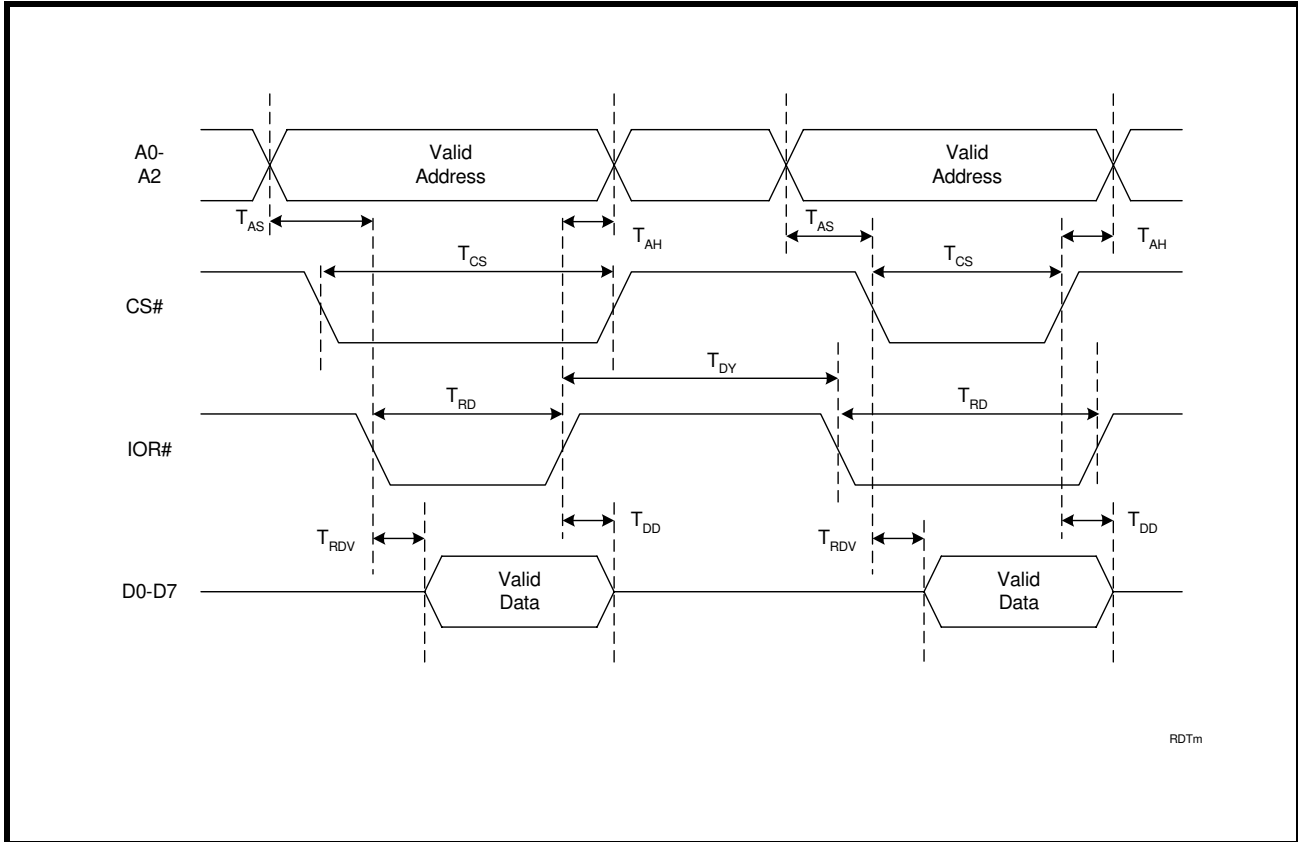 A0-
A2
Valid
Address
Valid
Address
TAS
TAH
TAS
TAH
TCS
TCS
CS#
TDY
TRD
TRD
IOR#
TRDV
TDD
TRDV
TDD
D0-D7
Valid
Data
Valid
Data
RDTm